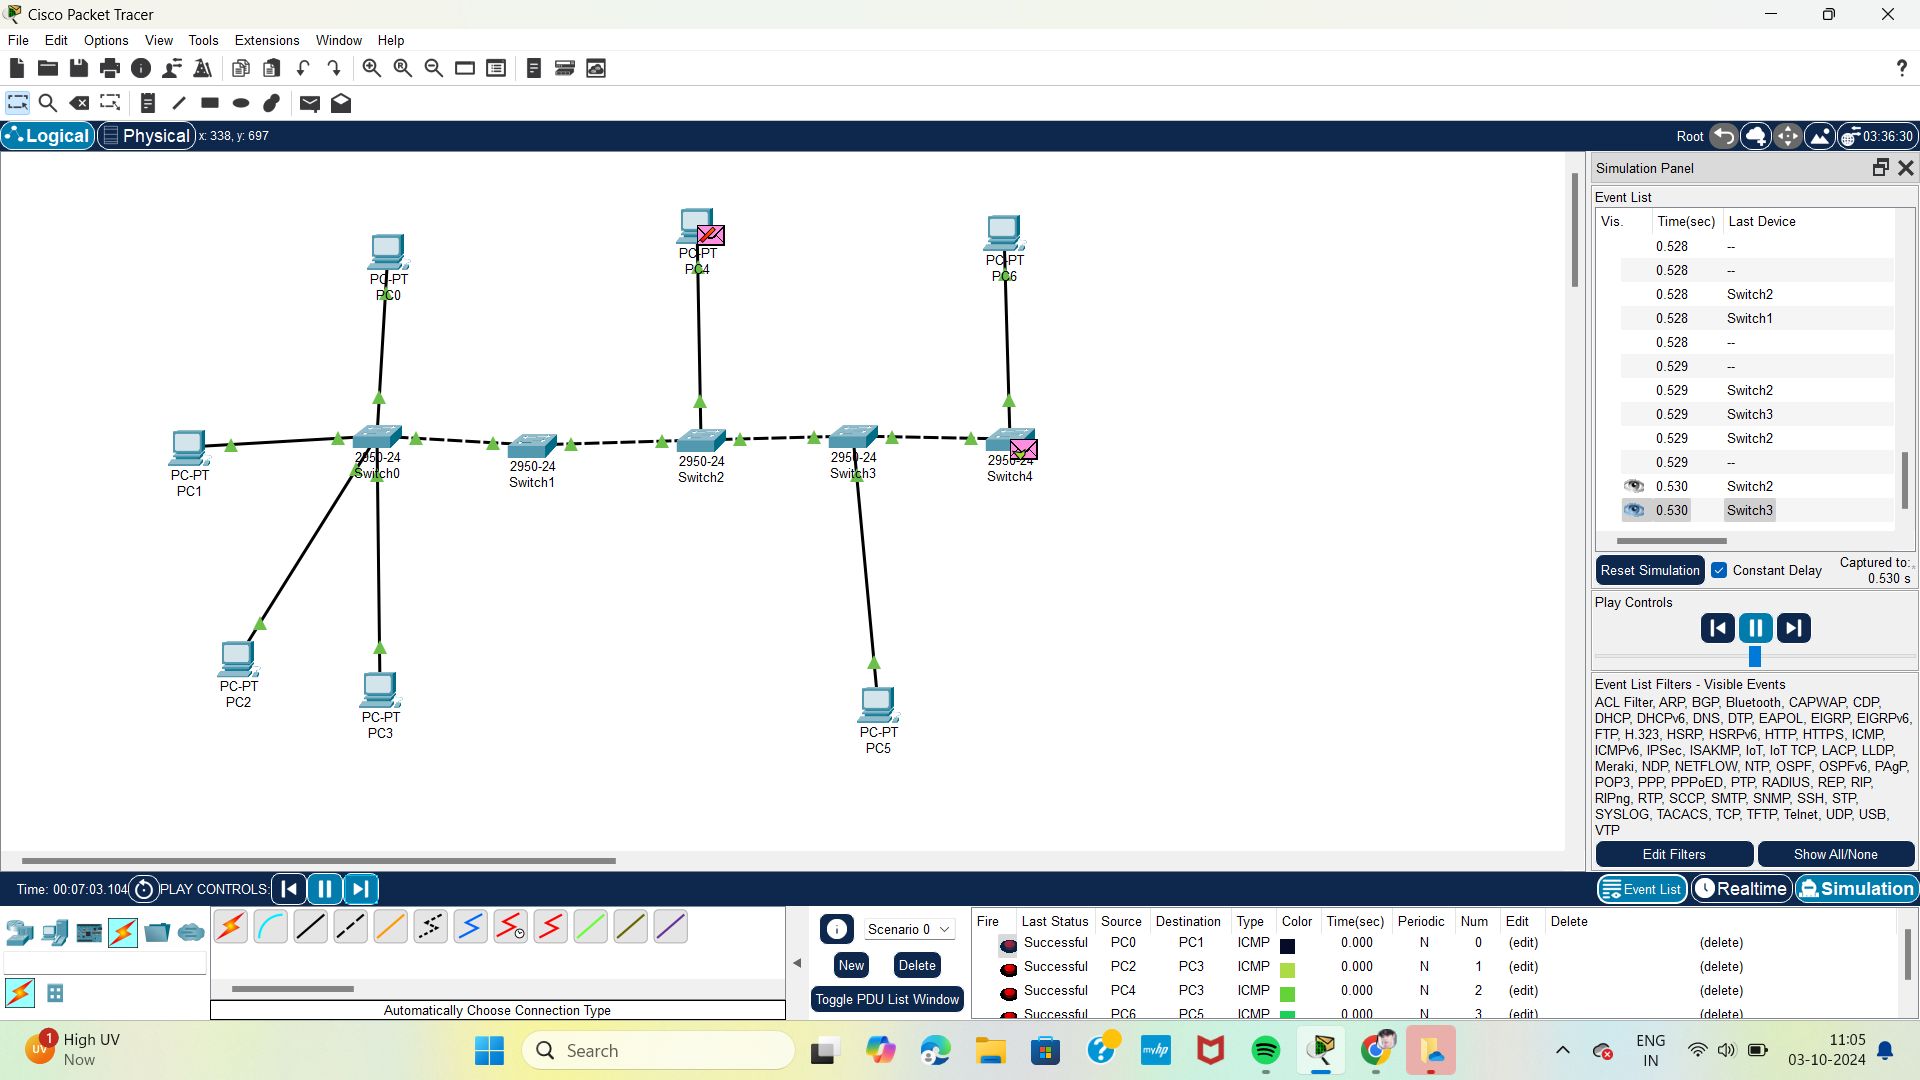 Cisco Packet Tracer
File Edit Options View Tools Extensions Window Help
?
Logical Physical x: 338, y: 697 Root 03:36:30
PC-PT
PC0
PC-PT
PC4
PC-PT
PC6
PC-PT
PC1
2950-24
Switch0
2950-24
Switch1
2950-24
Switch2
2950-24
Switch3
2950-24
Switch4
PC-PT
PC2
PC-PT
PC3
PC-PT
PC5
Simulation Panel
Event List
Vis. Time(sec) Last Device
0.528 --
0.528 --
0.528 Switch2
0.528 Switch1
0.528 --
0.529 --
0.529 Switch2
0.529 Switch3
0.529 Switch2
0.529 --
0.530 Switch2
0.530 Switch3
Reset Simulation Constant Delay Captured to:
0.530 s
Play Controls
Event List Filters - Visible Events
ACL Filter, ARP, BGP, Bluetooth, CAPWAP, CDP,
DHCP, DHCPv6, DNS, DTP, EAPOL, EIGRP, EIGRPv6,
FTP, H.323, HSRP, HSRPv6, HTTP, HTTPS, ICMP,
ICMPv6, IPSec, ISAKMP, IoT, IoT TCP, LACP, LLDP,
Meraki, NDP, NETFLOW, NTP, OSPF, OSPFv6, PAgP,
POP3, PPP, PPPoED, PTP, RADIUS, REP, RIP,
RIPng, RTP, SCCP, SMTP, SNMP, SSH, STP,
SYSLOG, TACACS, TCP, TFTP, Telnet, UDP, USB,
VTP
Edit Filters Show All/None
Time: 00:07:03.104 PLAY CONTROLS: Event List Realtime Simulation
Scenario 0
New Delete
Toggle PDU List Window
Automatically Choose Connection Type
Fire Last Status Source Destination Type Color Time(sec) Periodic Num Edit Delete
Successful PC0 PC1 ICMP 0.000 N 0 (edit) (delete)
Successful PC2 PC3 ICMP 0.000 N 1 (edit) (delete)
Successful PC4 PC3 ICMP 0.000 N 2 (edit) (delete)
Successful PC6 PC5 ICMP 0.000 N 3 (edit) (delete)
UV 1 High UV
Now
Search
myhp
ENG
IN
11:05
03-10-2024